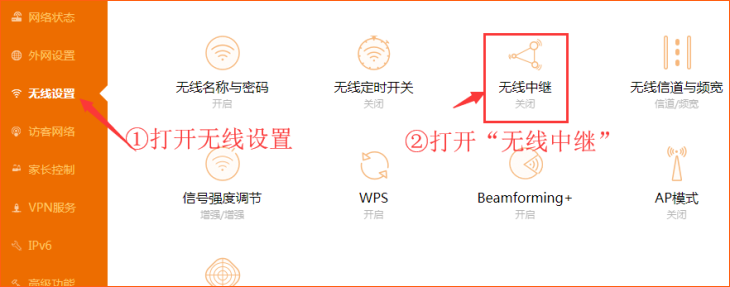 网络状态
外网设置
无线设置
访客网络
家长控制
VPN服务
IPv6
高级功能
无线名称与密码
开启
无线定时开关
关闭
无线中继
关闭
无线信道与频宽
信道/频宽
①打开无线设置
②打开“无线中继”
信号强度调节
增强/增强
WPS
开启
Beamforming+
开启
AP模式
关闭